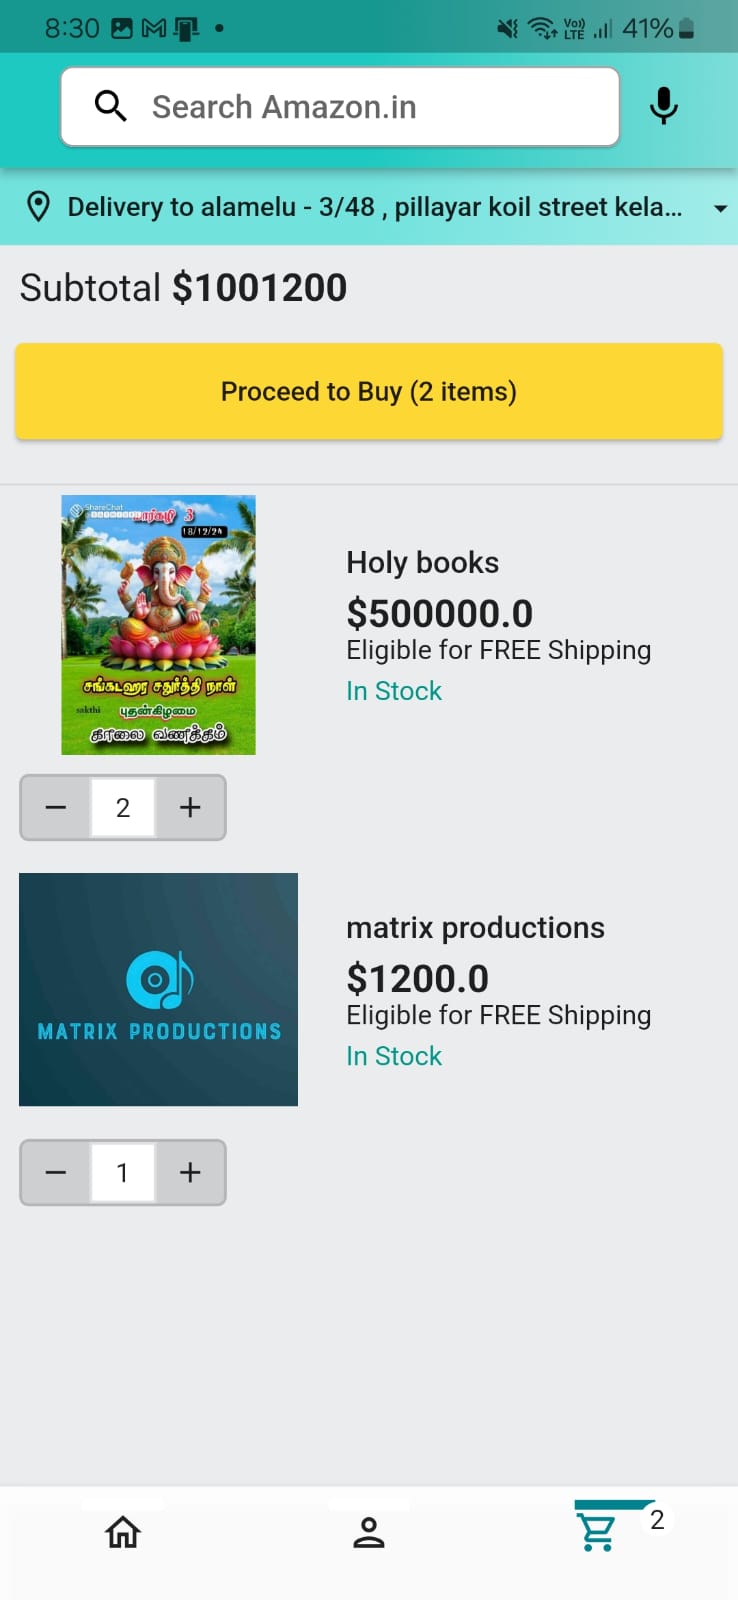 8:30
Vo))
LTE
41%
Search Amazon.in
Delivery to alamelu - 3/48 , pillayar koil street kela...
Subtotal $1001200
Proceed to Buy (2 items)
ShareChat
மார்கழி 3
18/12/24
சங்கடஹர சதுர்த்தி நாள்
sakthi
புதன்கிழமை
காலை வணக்கம்
Holy books
$500000.0
Eligible for FREE Shipping
In Stock
2
MATRIX PRODUCTIONS
matrix productions
$1200.0
Eligible for FREE Shipping
In Stock
1
2